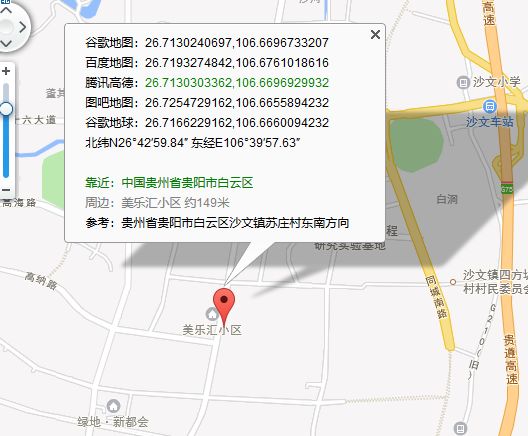 谷歌地图：26.7130240697,106.6696733207
百度地图：26.7193274842,106.6761018616
腾讯高德：26.7130303362,106.6696929932
图吧地图：26.7254729162,106.6655894232
谷歌地球：26.7166229162,106.6660094232
北纬N26°42′59.84″ 东经E106°39′57.63″
靠近：中国贵州省贵阳市白云区
周边：美乐汇小区 约149米
参考：贵州省贵阳市白云区沙文镇苏庄村东南方向
贵遵高速
沙文小学
沙文车站
G75
白涧
十六大道
高海路
程
研究实验基地
高纳路
同城南路
沙文镇四方坡
村村民委员会
G210(旧)
美乐汇小区
贵遵高速
绿地·新都会